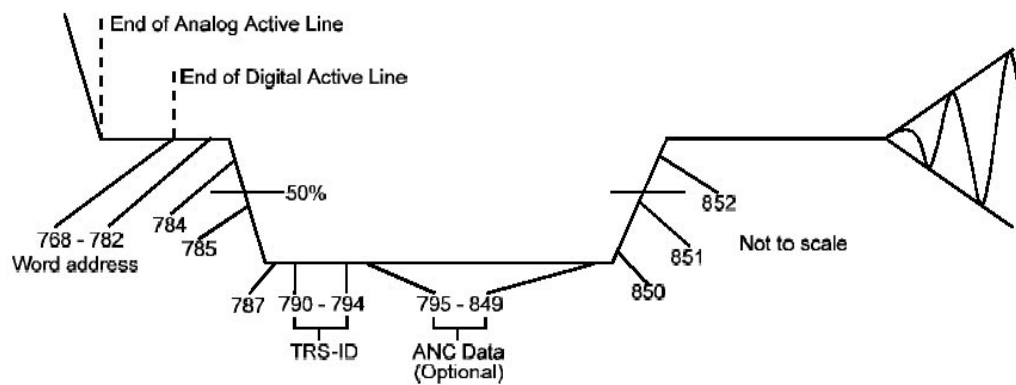 End of Analog Active Line
End of Digital Active Line
50%
768 - 782
Word address
784
785
787
790 - 794
TRS-ID
795 - 849
ANC Data
(Optional)
850
851
852
Not to scale